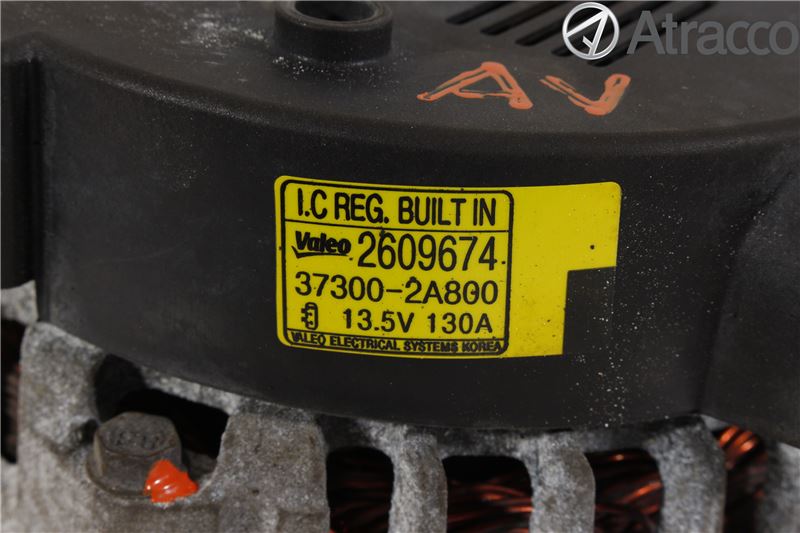 Atracco
AV
I.C REG. BUILT IN
Valeo 2609674
37300-2A800
13.5V 130A
VALEO ELECTRICAL SYSTEMS KOREA